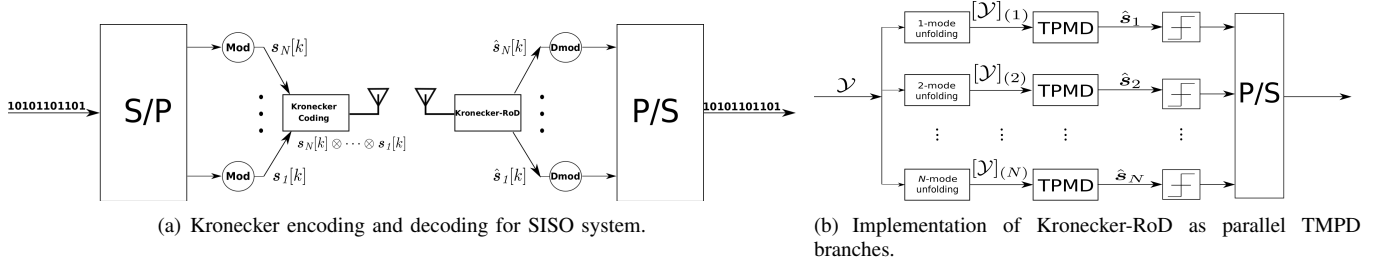 10101101101
S/P
Mod
s_N[k]
Kronecker
Coding
s_N[k] ⊗ ⋯ ⊗ s_1[k]
Mod
s_1[k]
Kronecker-RoD
ŝ_N[k]
Dmod
ŝ_1[k]
Dmod
P/S
10101101101
(a) Kronecker encoding and decoding for SISO system.
𝒴
1-mode
unfolding
[𝒴]_(1)
TPMD
ŝ_1
2-mode
unfolding
[𝒴]_(2)
TPMD
ŝ_2
N-mode
unfolding
[𝒴]_(N)
TPMD
ŝ_N
P/S
(b) Implementation of Kronecker-RoD as parallel TMPD
branches.